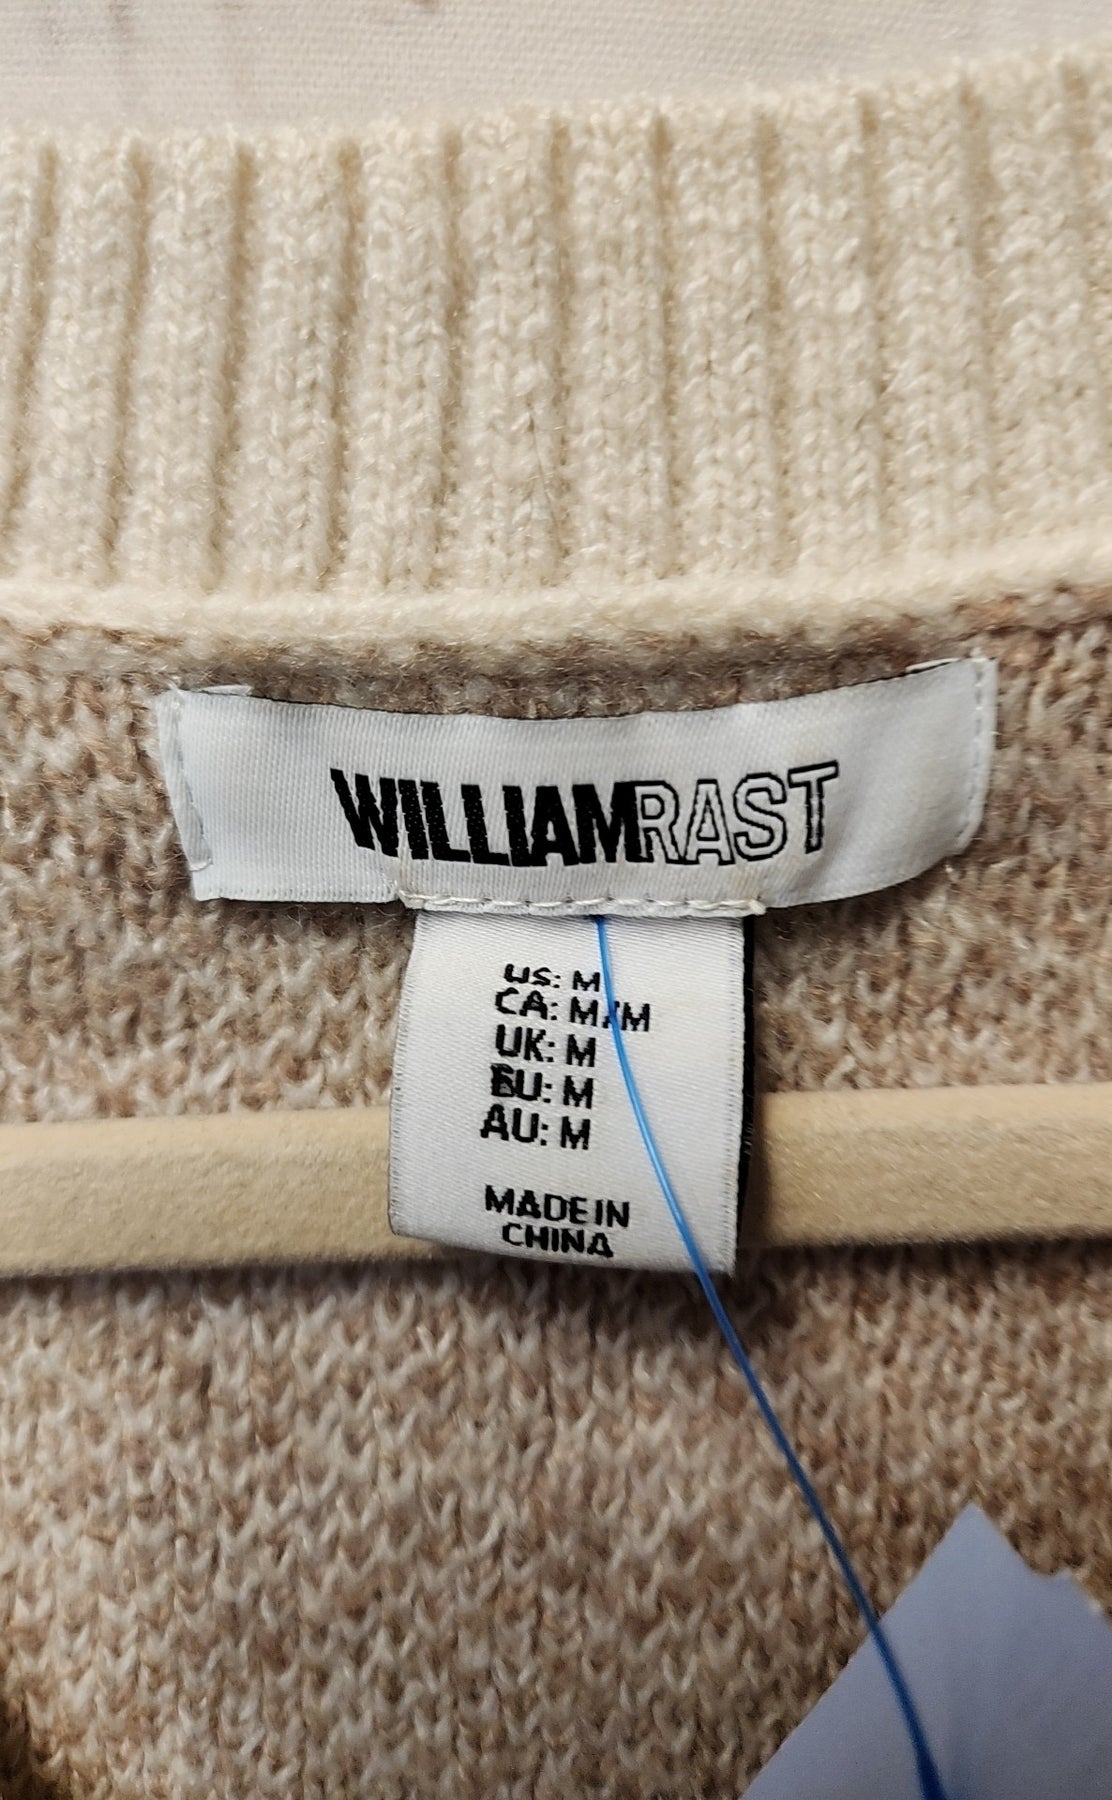 WILLIAMRAST
US: M
CA: M/M
UK: M
EU: M
AU: M
MADE IN
CHINA